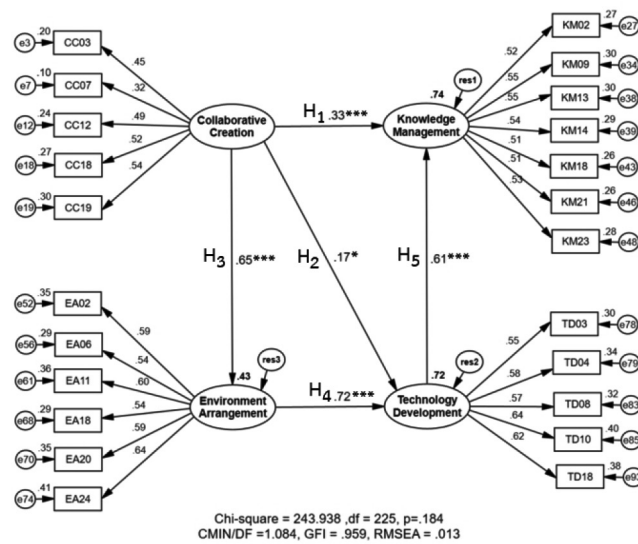 e3 .20 CC03 .45
e7 .10 CC07 .32
e12 .24 CC12 .49
e18 .27 CC18 .52
e19 .30 CC19 .54
Collaborative
Creation
H1 .33***
.74
res1
Knowledge
Management
.52 KM02 .27 e27
.55 KM09 .30 e34
.55 KM13 .30 e38
.54 KM14 .29 e39
.51 KM18 .26 e43
.51 KM21 .26 e46
.53 KM23 .28 e48
H3 .65***
H2 .17*
H5 .61***
e52 .35 EA02 .59
e56 .29 EA06 .54
e61 .36 EA11 .60
e68 .29 EA18 .54
e70 .35 EA20 .59
e74 .41 EA24 .64
.43
res3
Environment
Arrangement
H4 .72***
.72
res2
Technology
Development
.55 TD03 .30 e78
.58 TD04 .34 e79
.57 TD08 .32 e83
.64 TD10 .40 e85
.62 TD18 .38
Chi-square = 243.938 ,df = 225, p=.184
CMIN/DF =1.084, GFI = .959, RMSEA = .013